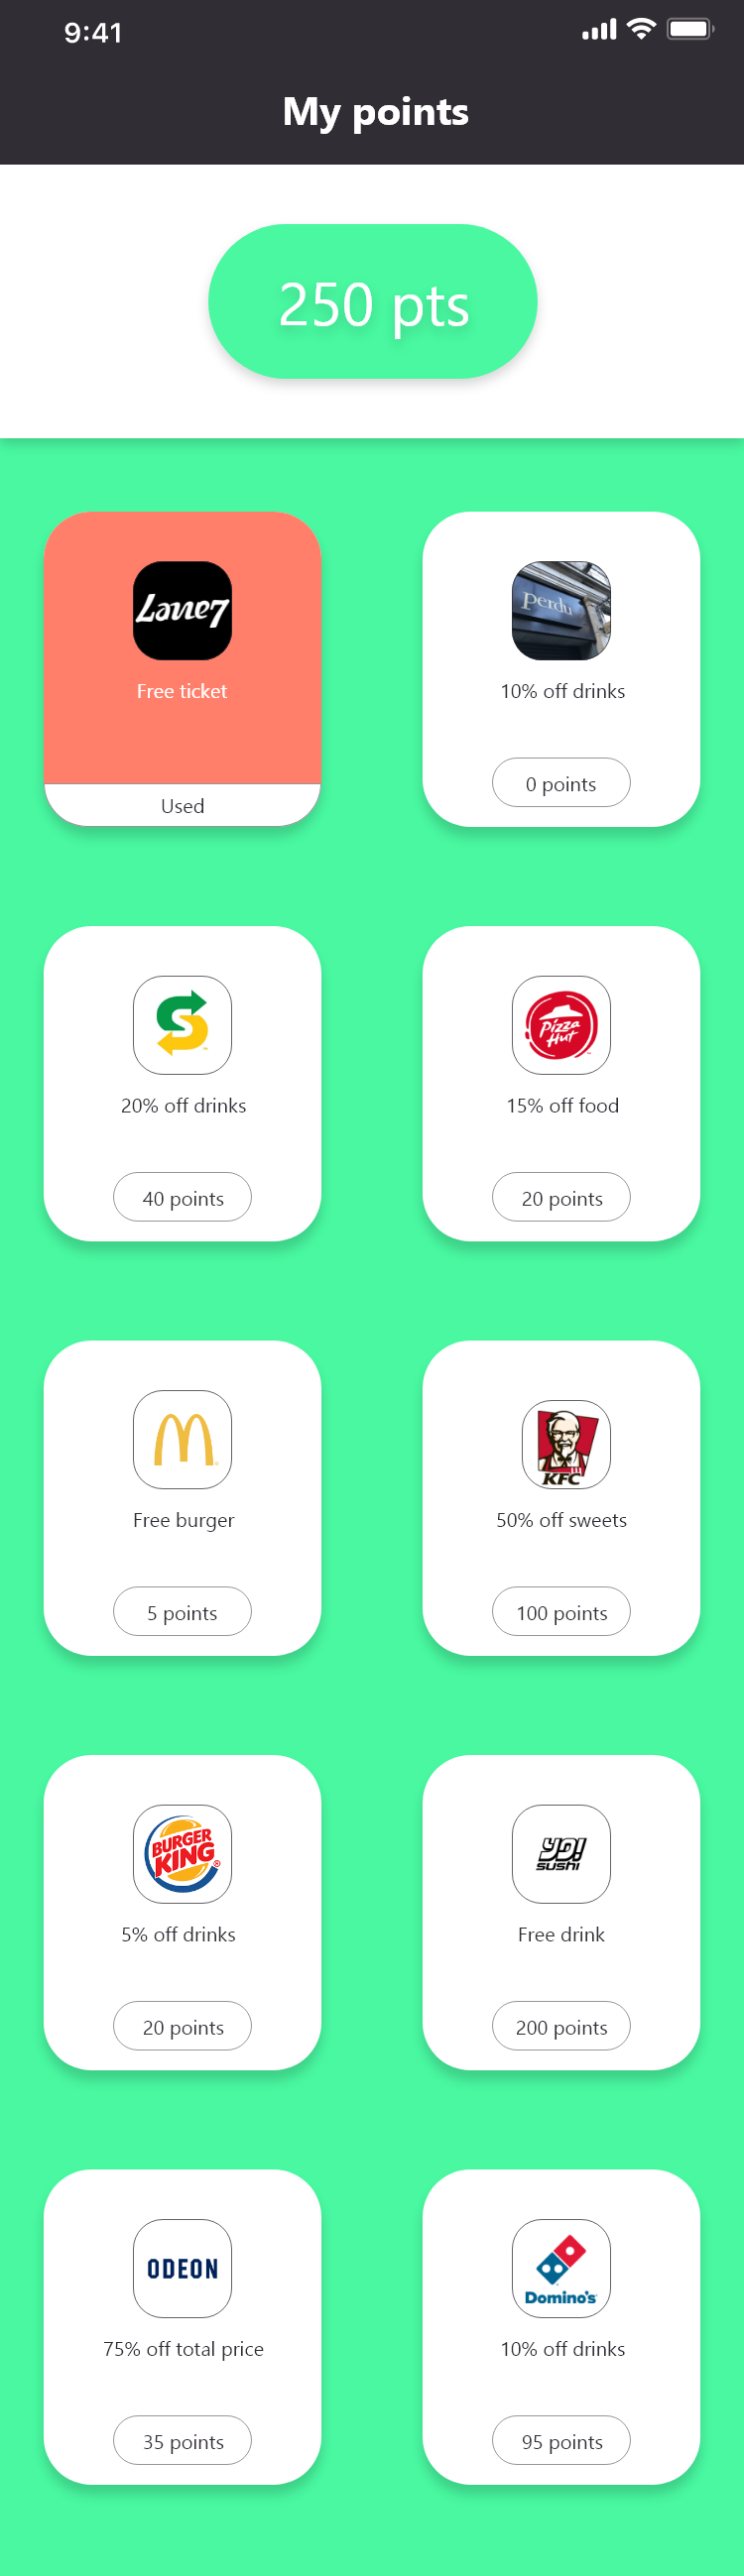 9:41
My points
250 pts
Lane7
perdu
Free ticket
10% off drinks
Used
0 points
Pizza
Hut
20% off drinks
15% off food
40 points
20 points
KFC
Free burger
50% off sweets
5 points
100 points
BURGER
KING
YO!
SUSHI
5% off drinks
Free drink
20 points
200 points
ODEON
Domino's
75% off total price
10% off drinks
35 points
95 points